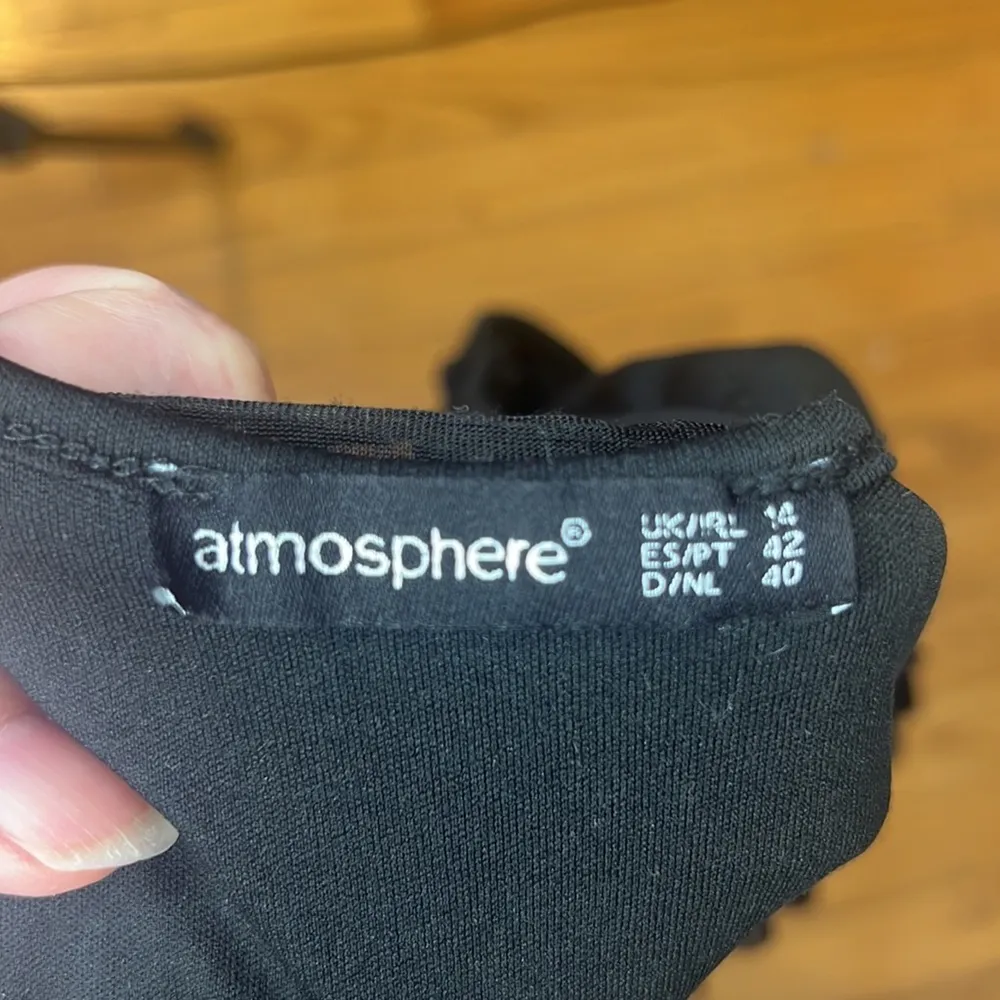 atmosphere®
UK/IRL 14
ES/PT 42
D/NL 40